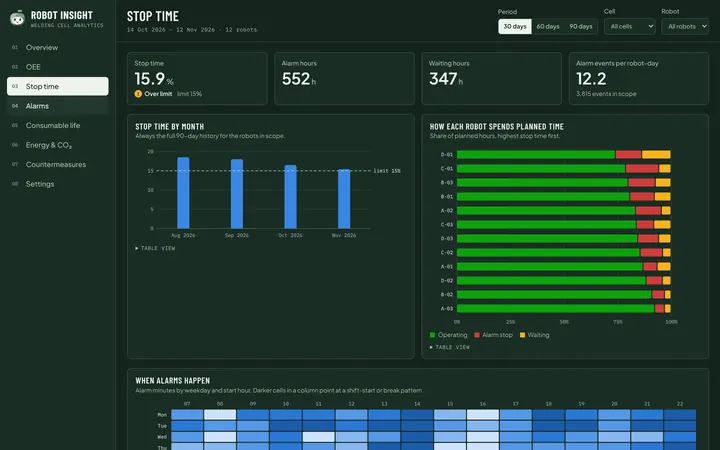 ROBOT INSIGHT
WELDING CELL ANALYTICS
01 Overview
02 OEE
03 Stop time
04 Alarms
05 Consumable life
06 Energy & CO₂
07 Countermeasures
08 Settings
STOP TIME
14 Oct 2026 - 12 Nov 2026 · 12 robots
Period
30 days 60 days 90 days
Cell
All cells
Robot
All robots
Stop time
15.9 %
! Over limit limit 15%
Alarm hours
552 h
Waiting hours
347 h
Alarm events per robot-day
12.2
3,815 events in scope
STOP TIME BY MONTH
Always the full 90-day history for the robots in scope.
20
15
10
5
0
limit 15%
Aug 2026 Sep 2026 Oct 2026 Nov 2026
TABLE VIEW
HOW EACH ROBOT SPENDS PLANNED TIME
Share of planned hours, highest stop time first.
D-01
C-01
B-03
B-01
A-02
C-03
D-03
C-02
A-01
D-02
B-02
A-03
0% 25% 50% 75% 100%
Operating Alarm stop Waiting
TABLE VIEW
WHEN ALARMS HAPPEN
Alarm minutes by weekday and start hour. Darker cells in a column point at a shift-start or break pattern.
07 08 09 10 11 12 13 14 15 16 17 18 19 20 21 22
Mon
Tue
Wed
Thu